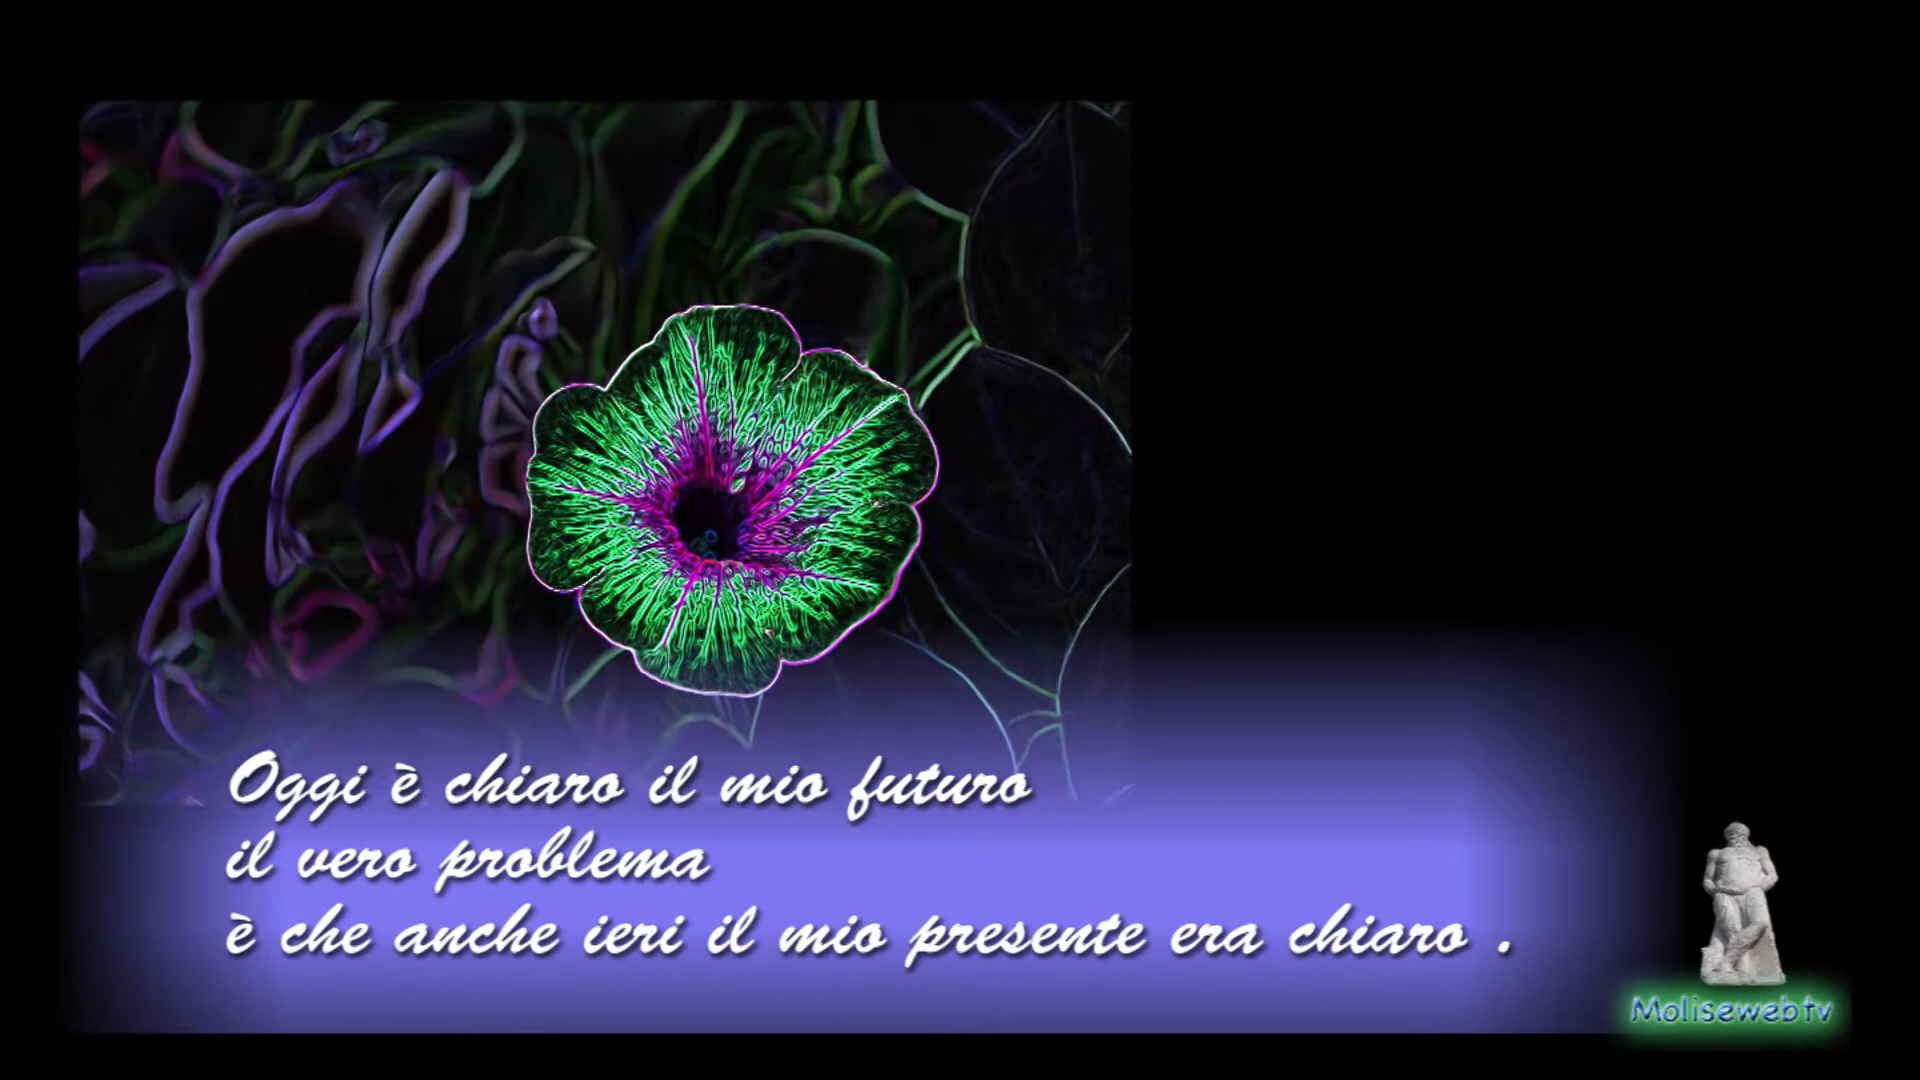 Oggi è chiaro il mio futuro
il vero problema
è che anche ieri il mio presente era chiaro .
Molisewebtv